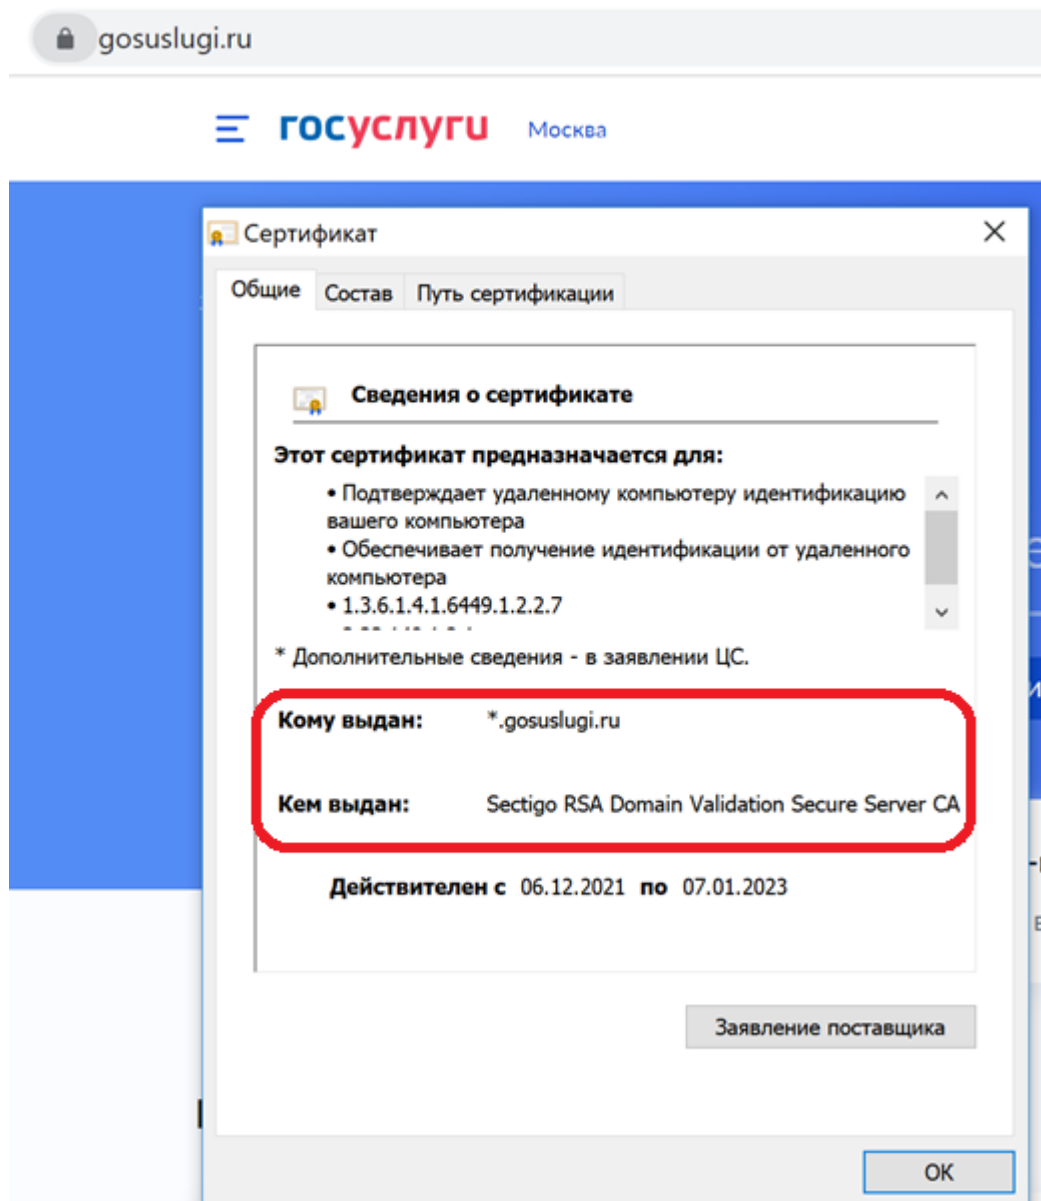 gosuslugi.ru
госуслуги Москва
Сертификат
Общие Состав Путь сертификации
Сведения о сертификате
Этот сертификат предназначается для:
• Подтверждает удаленному компьютеру идентификацию
вашего компьютера
• Обеспечивает получение идентификации от удаленного
компьютера
• 1.3.6.1.4.1.6449.1.2.2.7
* Дополнительные сведения - в заявлении ЦС.
Кому выдан: *.gosuslugi.ru
Кем выдан: Sectigo RSA Domain Validation Secure Server CA
Действителен с 06.12.2021 по 07.01.2023
Заявление поставщика
ОК